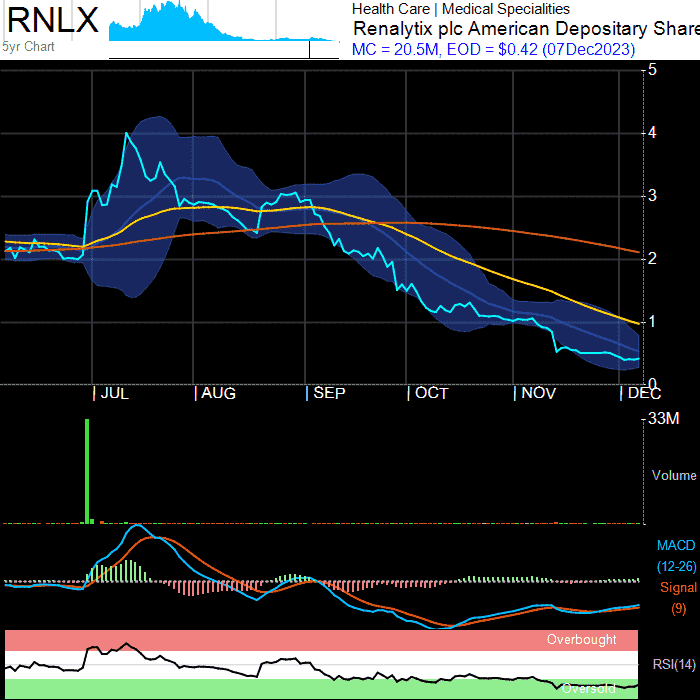 RNLX
5yr Chart
Health Care | Medical Specialities
Renalytix plc American Depositary Share
MC = 20.5M, EOD = $0.42 (07Dec2023)
5
4
3
2
1
0
JUL AUG SEP OCT NOV DEC
33M
Volume
MACD
(12-26)
Signal
(9)
Overbought
RSI(14)
Oversold